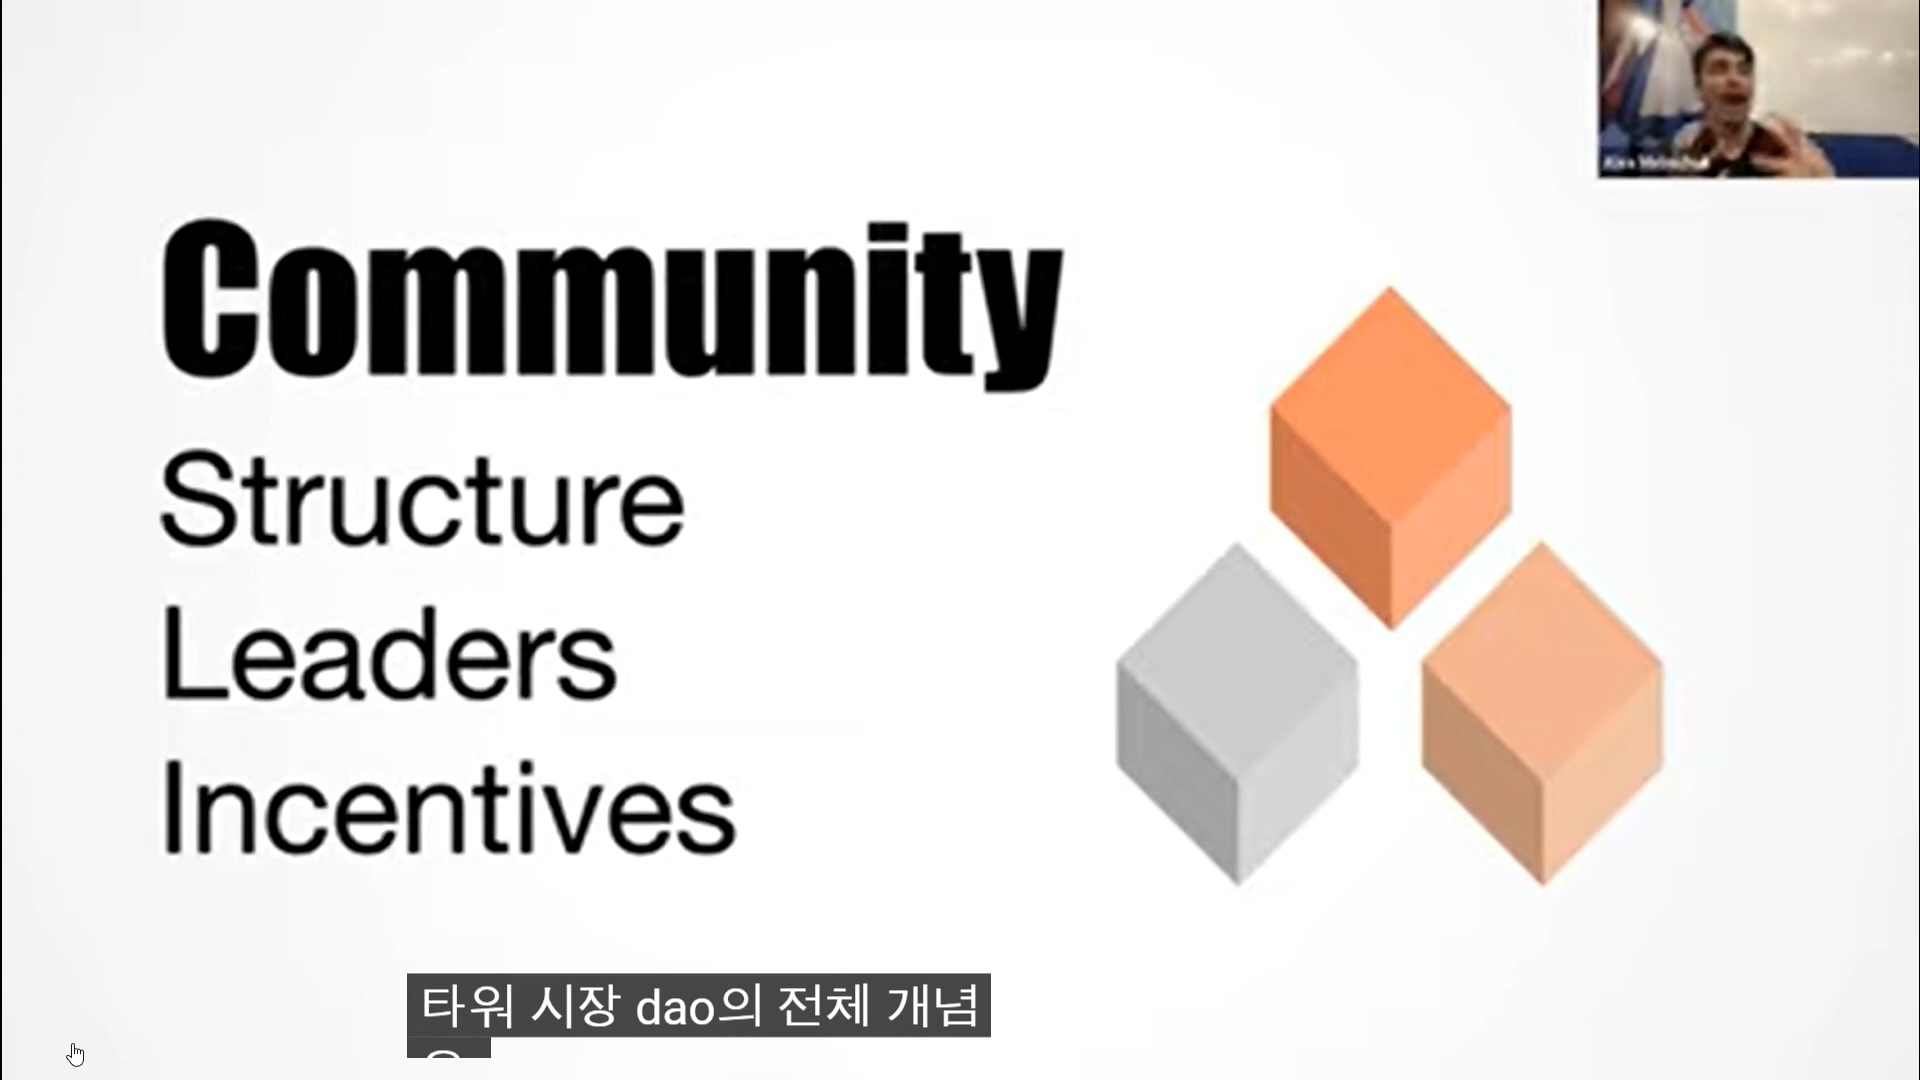 Community
Structure
Leaders
Incentives
타워 시장 dao의 전체 개념